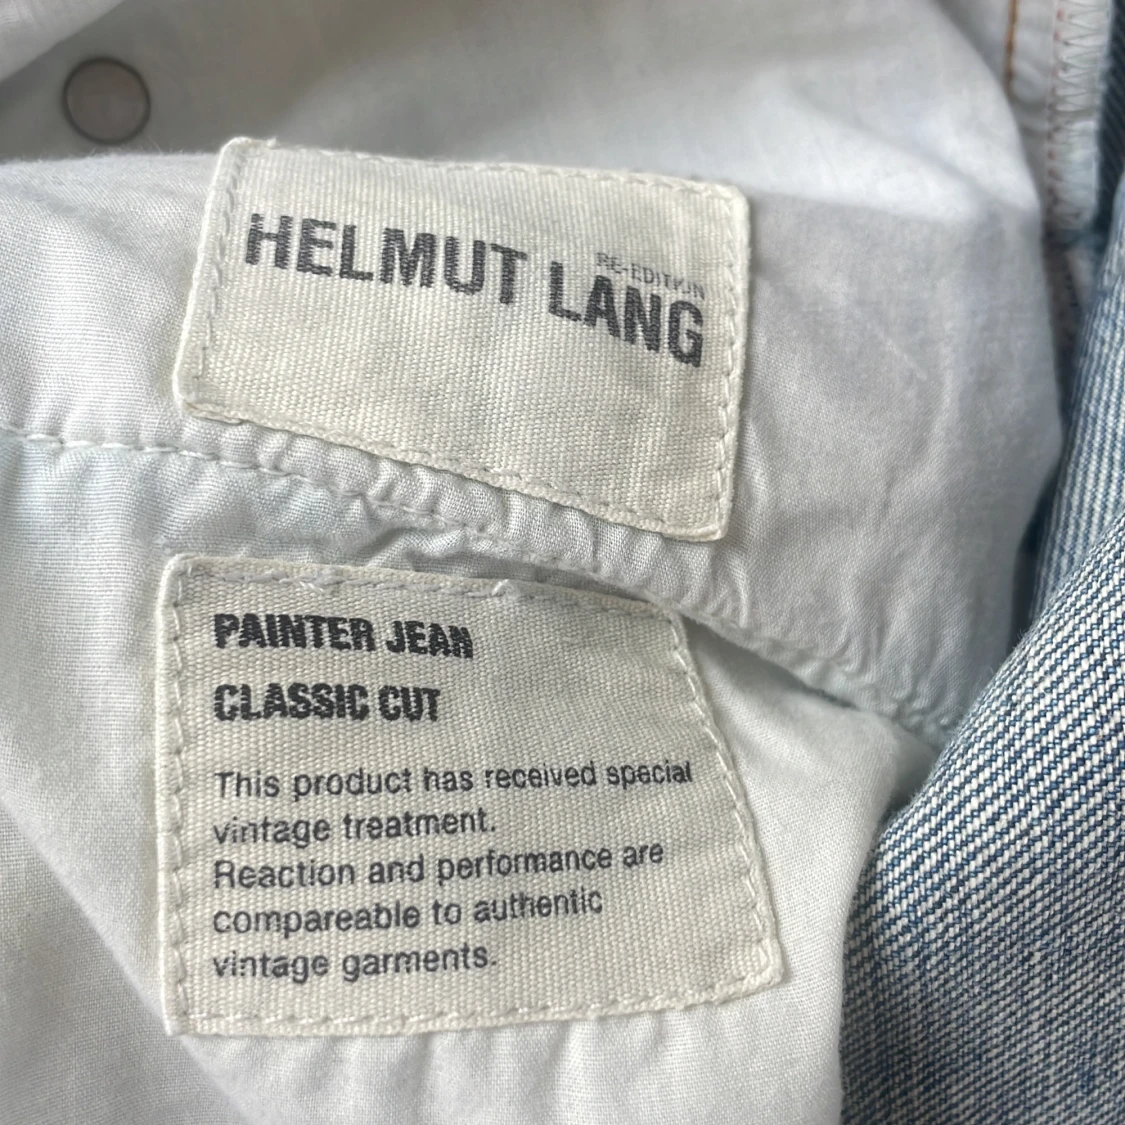 RE-EDITION
HELMUT LANG
PAINTER JEAN
CLASSIC CUT
This product has received special
vintage treatment.
Reaction and performance are
compareable to authentic
vintage garments.